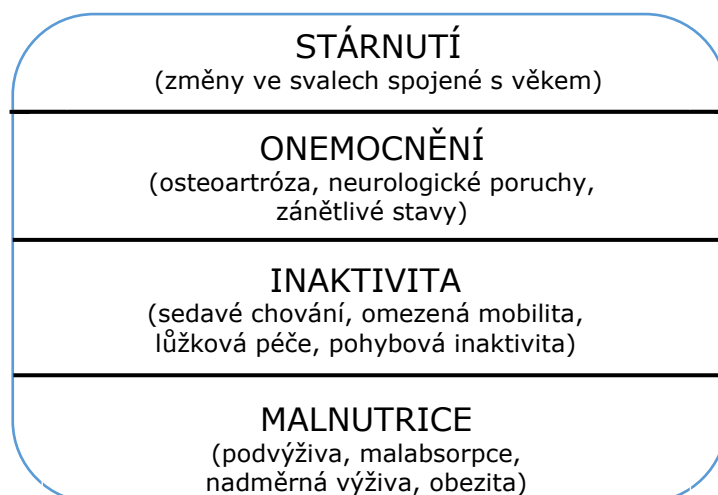 STÁRNUTÍ
(změny ve svalech spojené s věkem)
ONEMOCNĚNÍ
(osteoartróza, neurologické poruchy,
zánětlivé stavy)
INAKTIVITA
(sedavé chování, omezená mobilita,
lůžková péče, pohybová inaktivita)
MALNUTRICE
(podvýživa, malabsorpce,
nadměrná výživa, obezita)